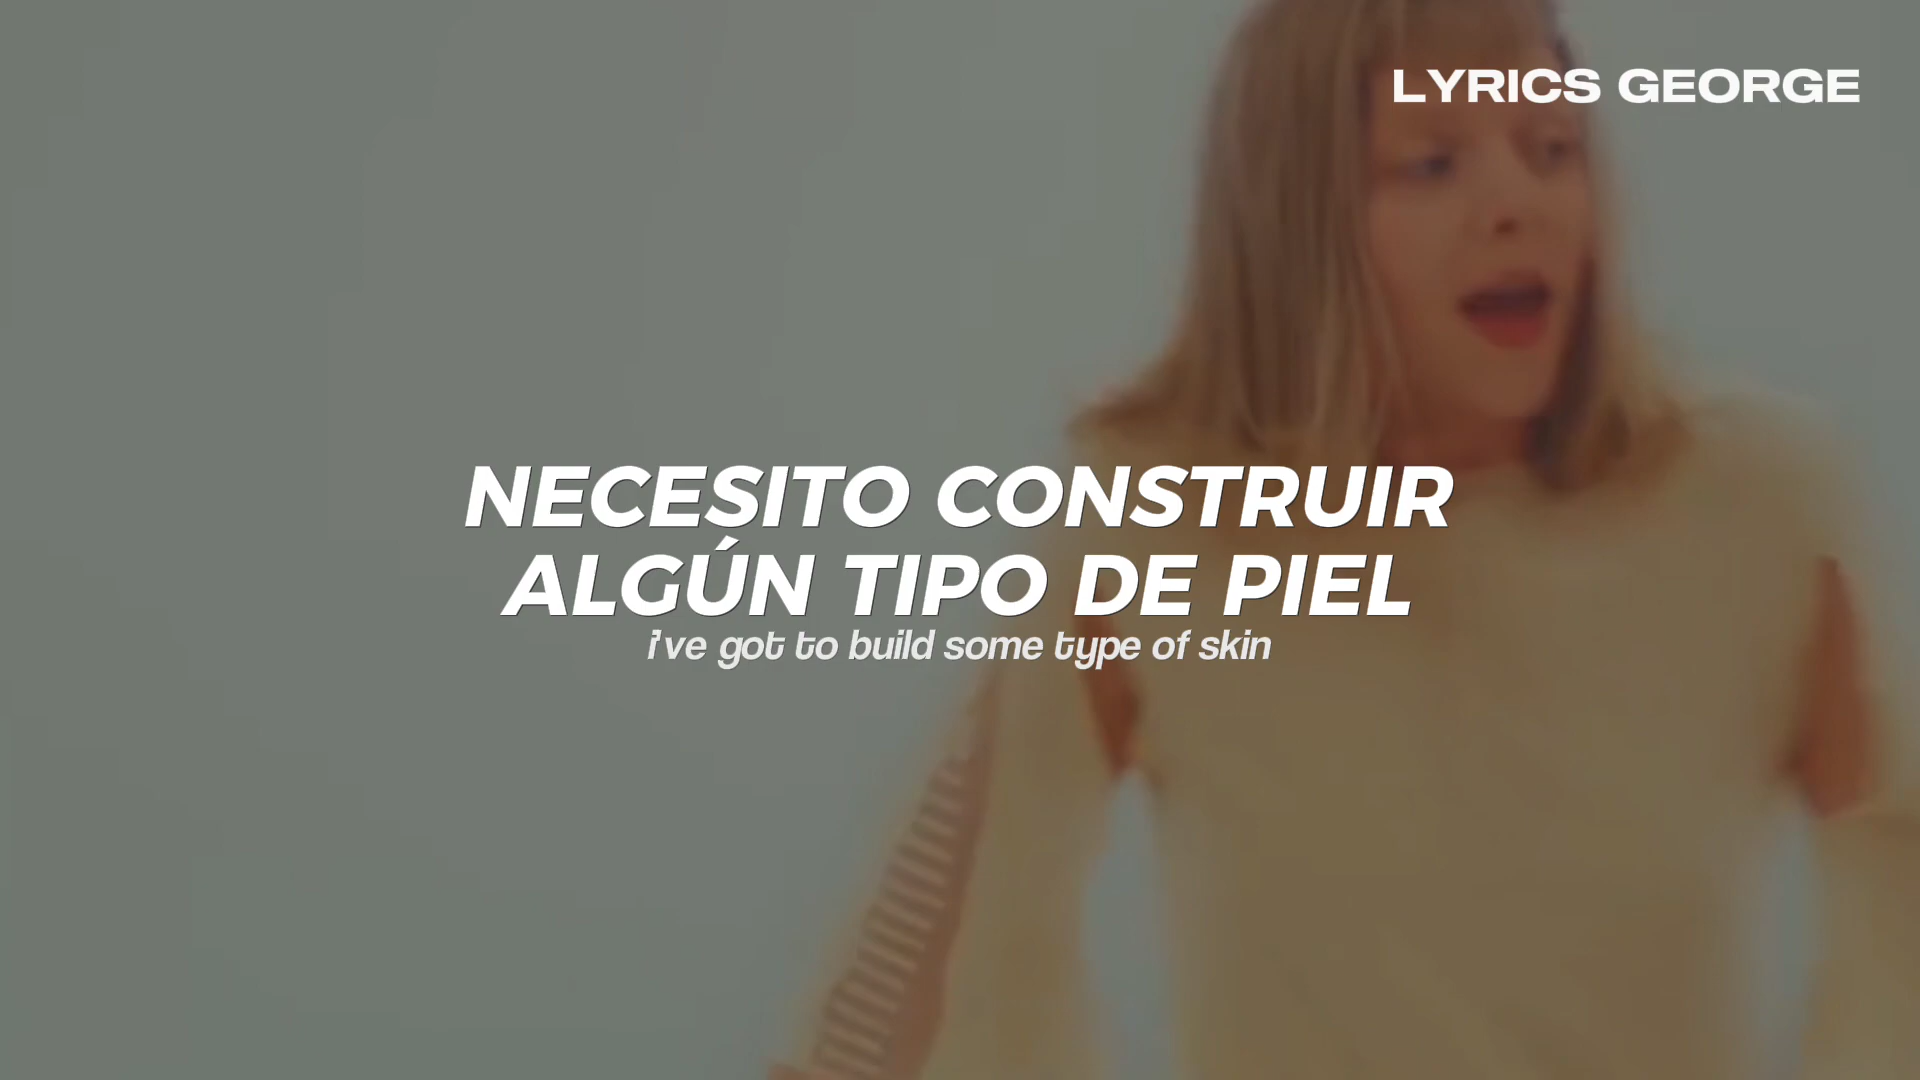 LYRICS GEORGE
NECESITO CONSTRUIR
ALGÚN TIPO DE PIEL
i've got to build some type of skin